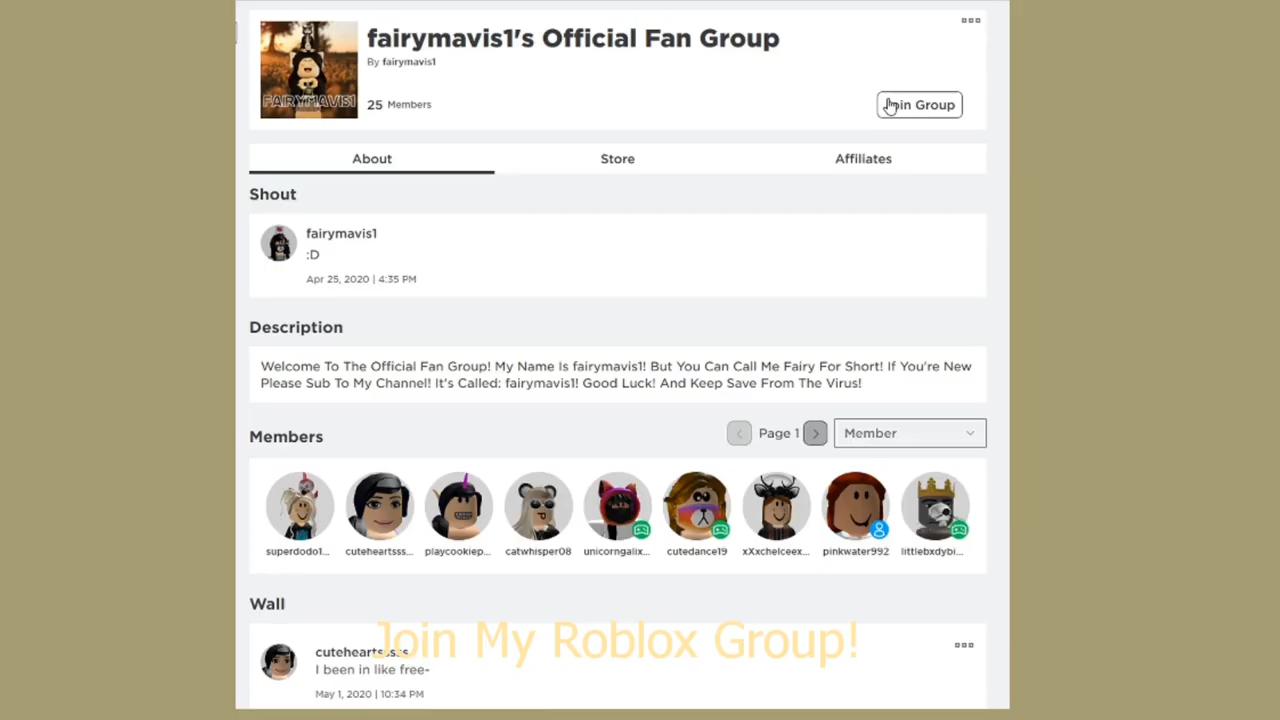 fairymavis1's Official Fan Group
By fairymavis1
FAIRYMAVIS1
25 Members
Join Group
About Store Affiliates
Shout
fairymavis1
:D
Apr 25, 2020 | 4:35 PM
Description
Welcome To The Official Fan Group! My Name Is fairymavis1! But You Can Call Me Fairy For Short! If You're New
Please Sub To My Channel! It's Called: fairymavis1! Good Luck! And Keep Save From The Virus!
Members
Page 1
Member
superdodo1... cuteheartsss... playcookiep... catwhisper08 unicorngalix... cutedance19 xXxchelceex... pinkwater992 littlebxdybi...
Wall
Join My Roblox Group!
cuteheartsssss
I been in like free-
May 1, 2020 | 10:34 PM